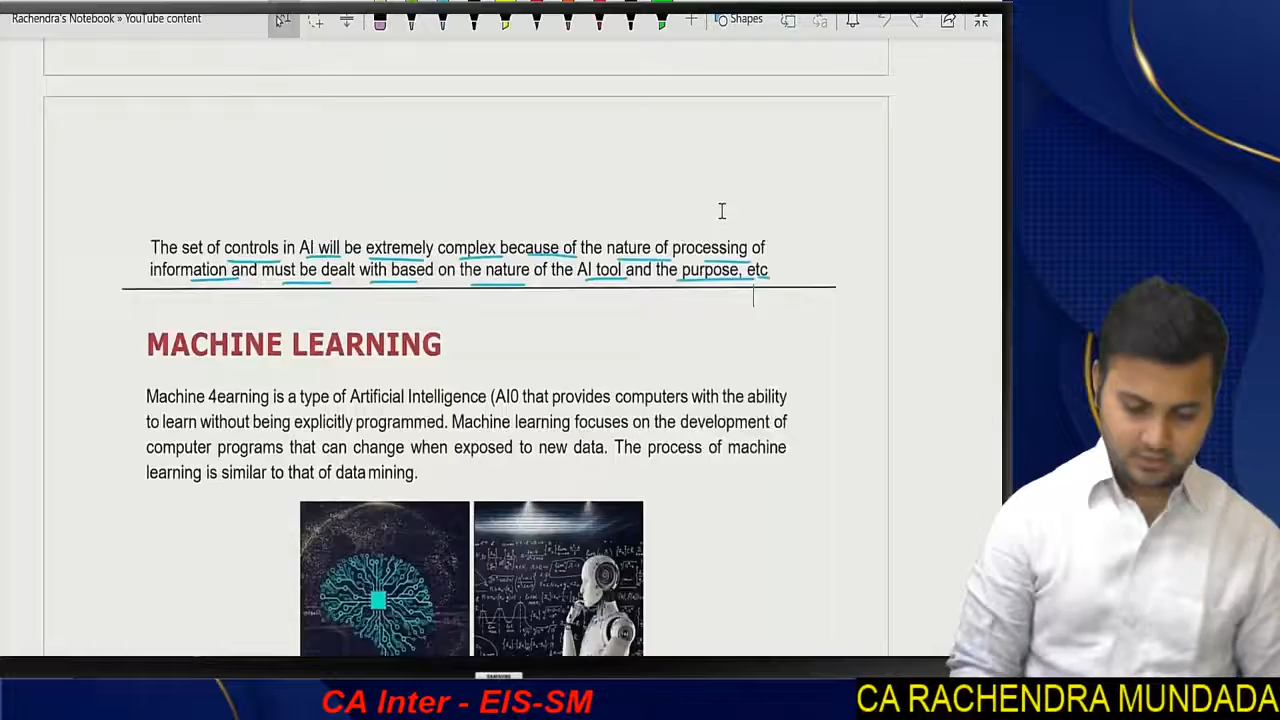 Rachendra's Notebook » YouTube content
Shapes
The set of controls in AI will be extremely complex because of the nature of processing of
information and must be dealt with based on the nature of the AI tool and the purpose, etc
MACHINE LEARNING
Machine 4earning is a type of Artificial Intelligence (AI0 that provides computers with the ability
to learn without being explicitly programmed. Machine learning focuses on the development of
computer programs that can change when exposed to new data. The process of machine
learning is similar to that of data mining.
CA Inter - EIS-SM
CA RACHENDRA MUNDADA